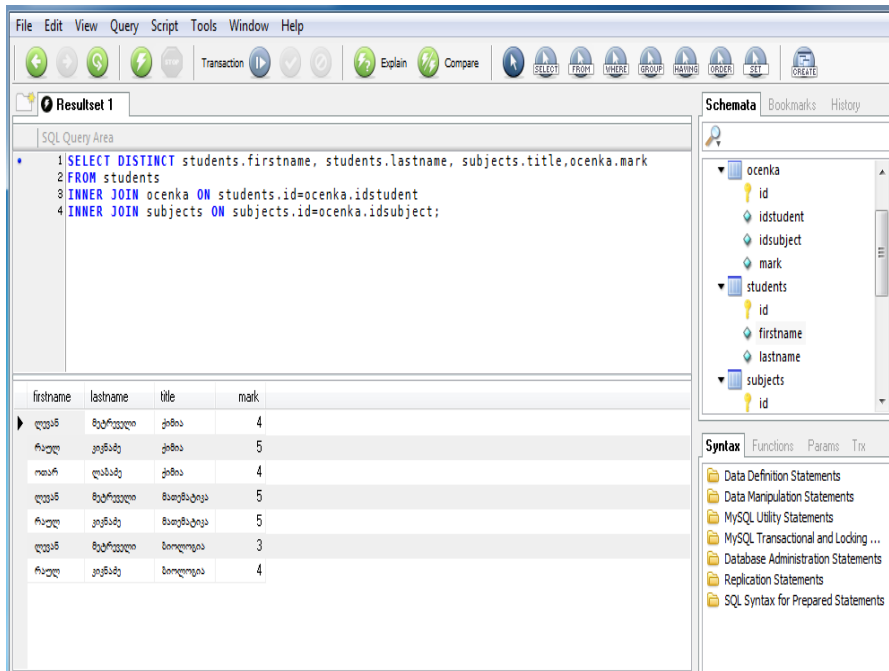 File Edit View Query Script Tools Window Help
STOP Transaction Explain Compare SELECT FROM WHERE GROUP HAVING ORDER SET CREATE
Resultset 1
SQL Query Area
1 SELECT DISTINCT students.firstname, students.lastname, subjects.title,ocenka.mark
2 FROM students
3 INNER JOIN ocenka ON students.id=ocenka.idstudent
4 INNER JOIN subjects ON subjects.id=ocenka.idsubject;
firstname lastname title mark
ლევან მეტრეველი ქიმია 4
რაულ კიკნაძე ქიმია 5
ოთარ ლაბაძე ქიმია 4
ლევან მეტრეველი მათემატიკა 5
რაულ კიკნაძე მათემატიკა 5
ლევან მეტრეველი ბიოლოგია 3
რაულ კიკნაძე ბიოლოგია 4
Schemata Bookmarks History
ocenka
id
idstudent
idsubject
mark
students
id
firstname
lastname
subjects
id
Syntax Functions Params Trx
Data Definition Statements
Data Manipulation Statements
MySQL Utility Statements
MySQL Transactional and Locking ...
Database Administration Statements
Replication Statements
SQL Syntax for Prepared Statements